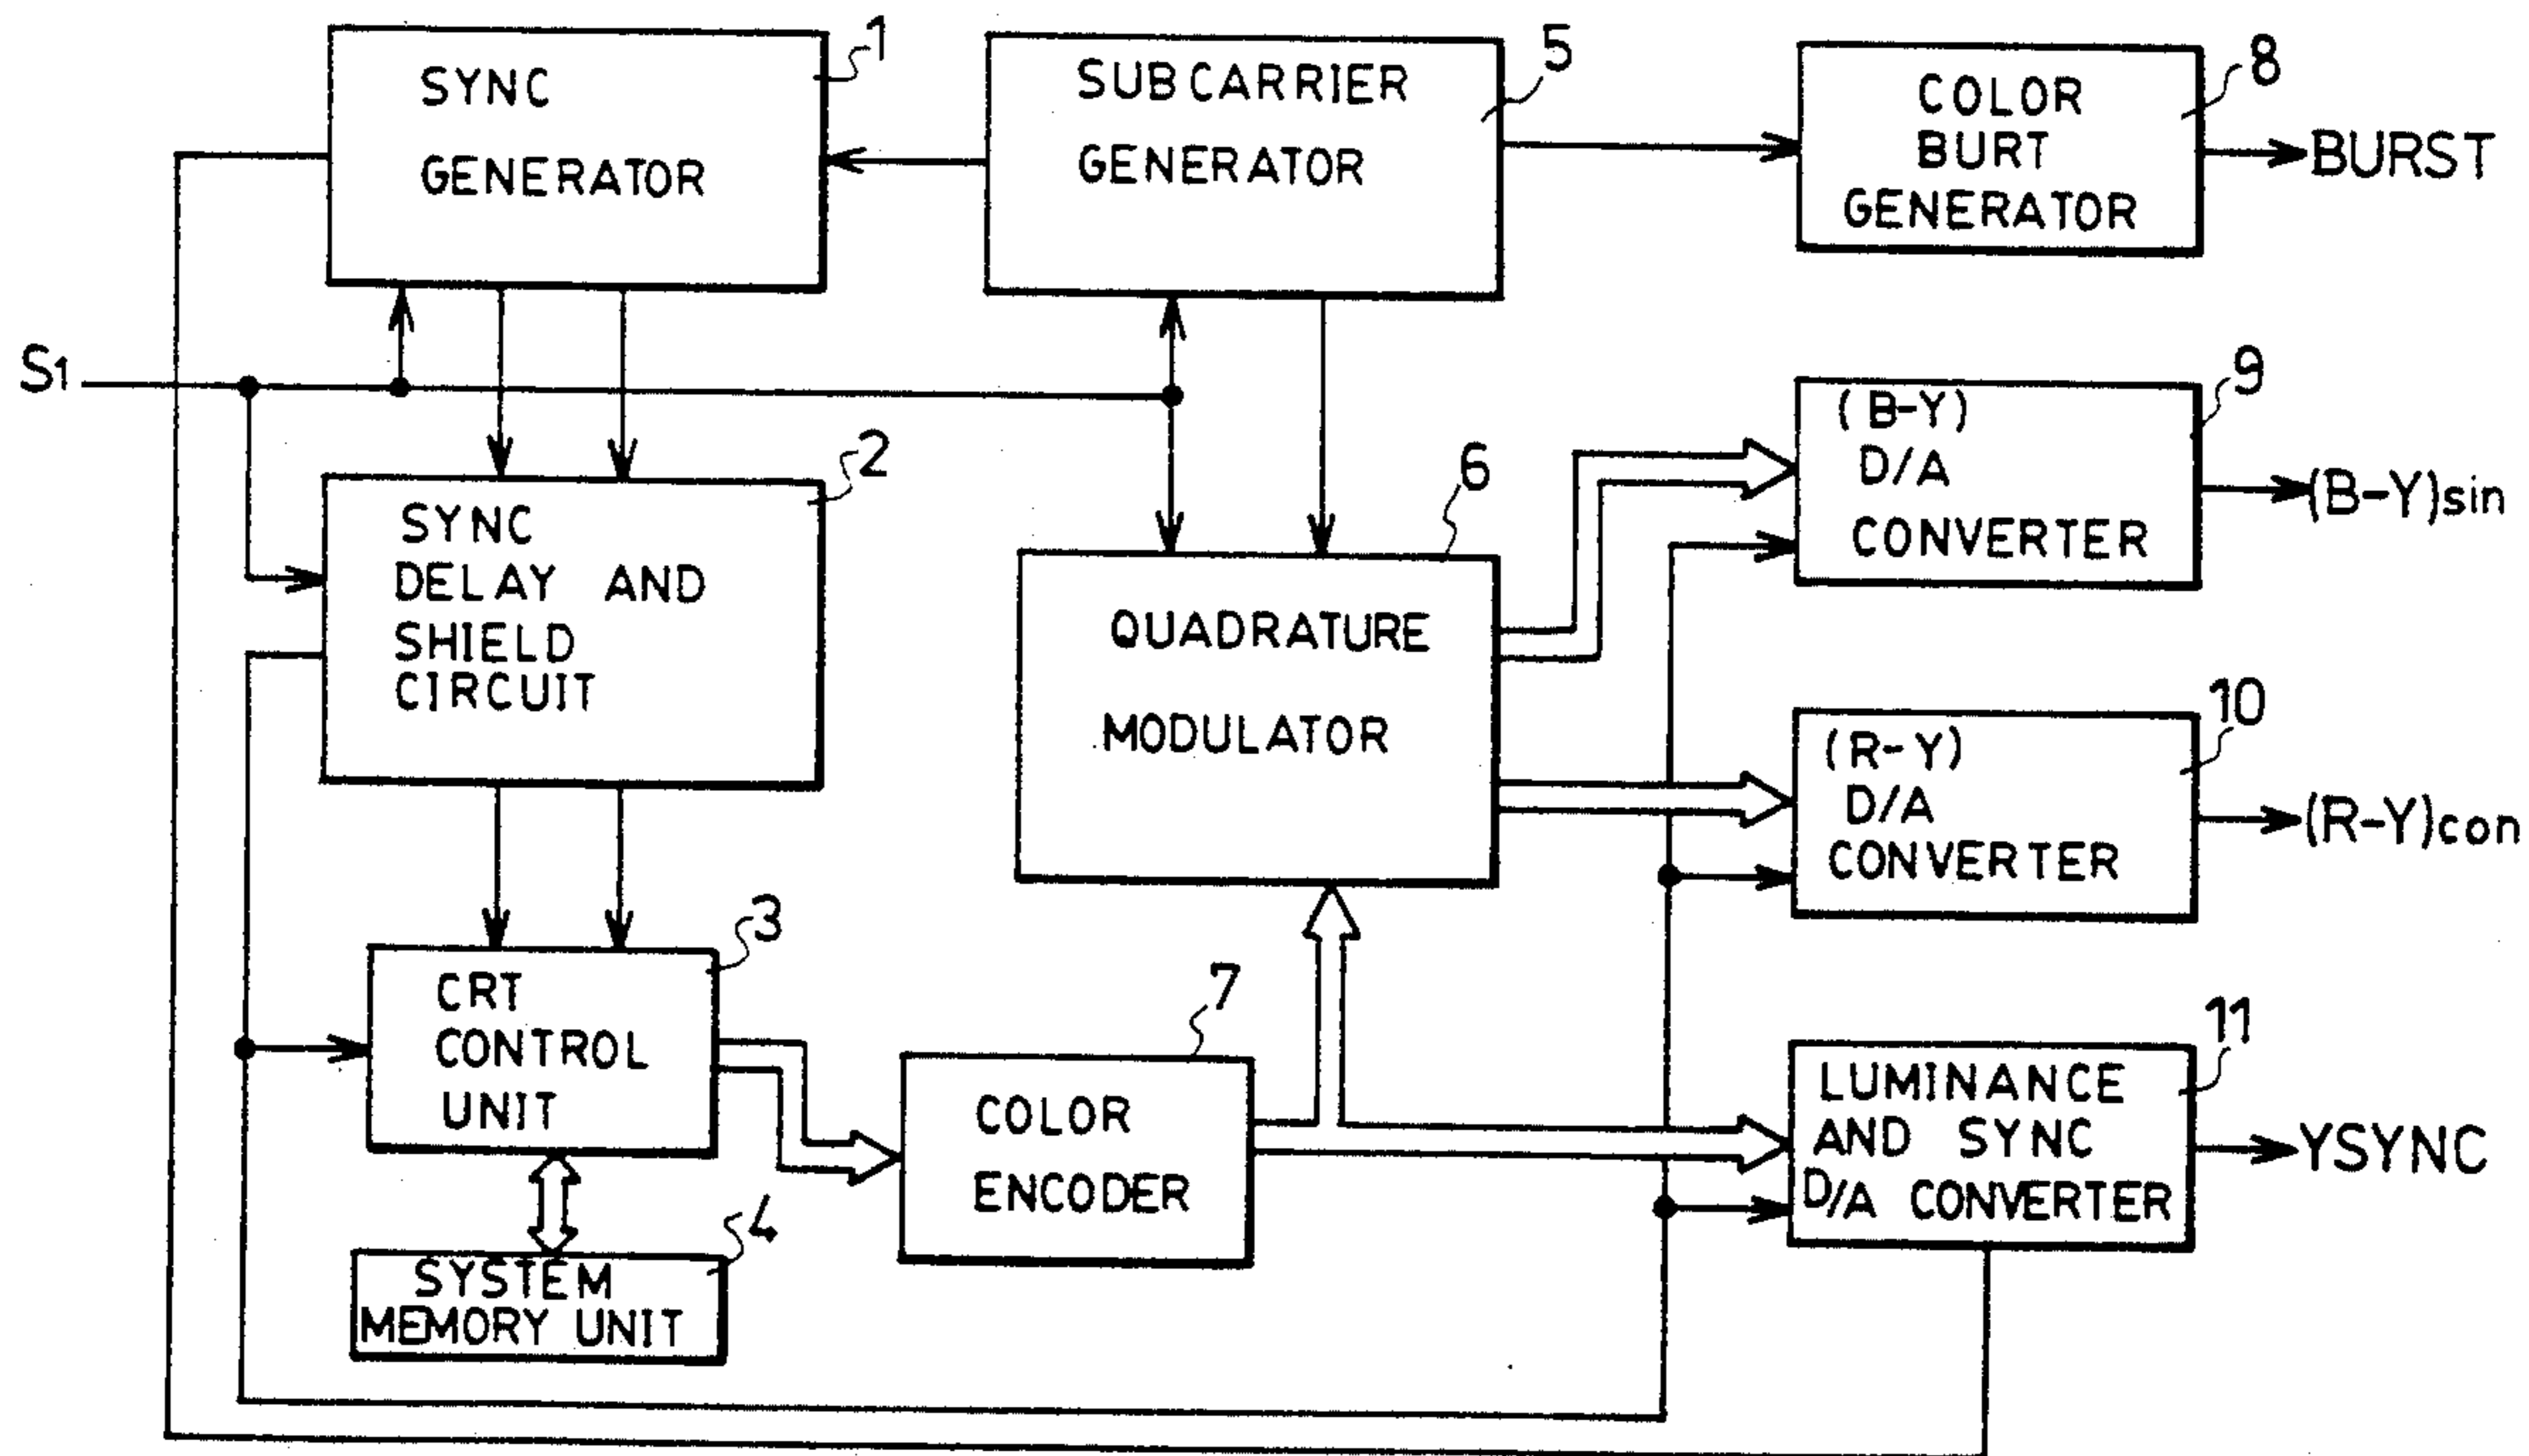 1
SYNC
GENERATOR
5
SUBCARRIER
GENERATOR
8
COLOR
BURT
GENERATOR
BURST
S1
2
SYNC
DELAY AND
SHIELD
CIRCUIT
6
QUADRATURE
MODULATOR
9
(B-Y)
D/A
CONVERTER
(B-Y)sin
10
(R-Y)
D/A
CONVERTER
(R-Y)con
3
CRT
CONTROL
UNIT
7
COLOR
ENCODER
11
LUMINANCE
AND SYNC
D/A CONVERTER
YSYNC
4
SYSTEM
MEMORY UNIT